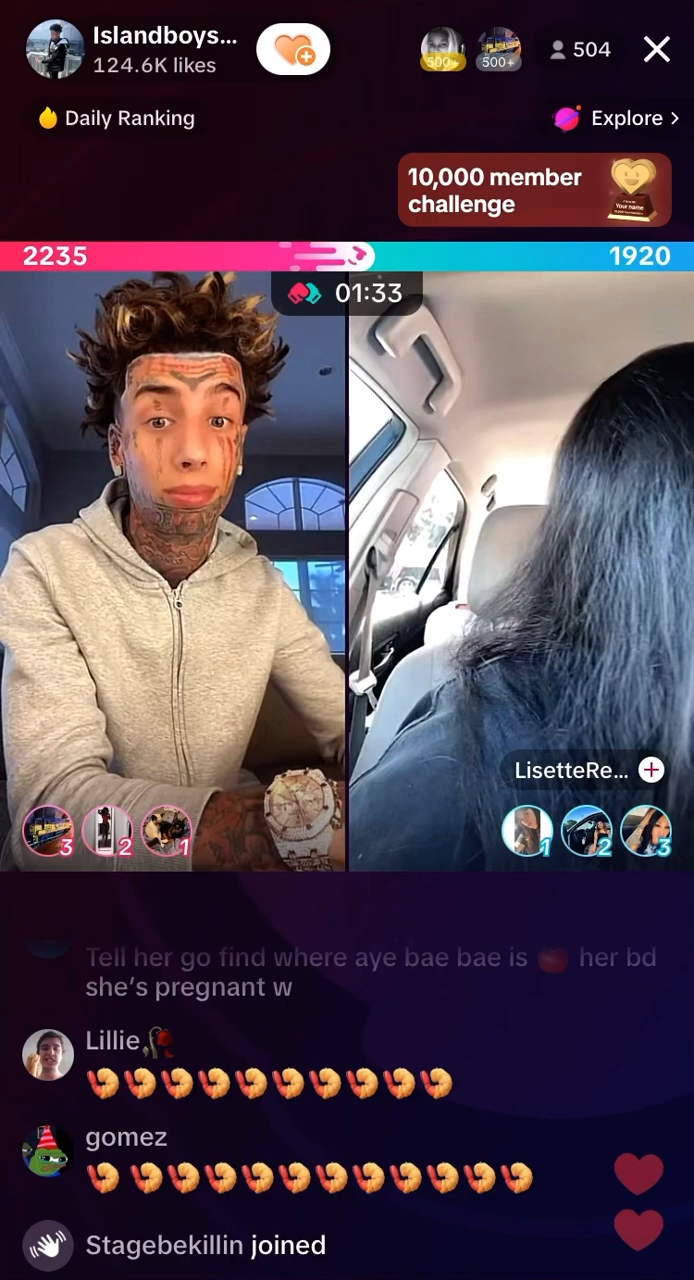 Islandboys...
124.6K likes
500+
500+
504
Daily Ranking
Explore >
10,000 member
challenge
Your name
2235
1920
01:33
LisetteRe...
3
2
1
1
2
3
Tell her go find where aye bae bae is 🍅 her bd
she's pregnant w
Lillie🥀
🍤🍤🍤🍤🍤🍤🍤🍤🍤🍤
gomez
🍤 🍤🍤🍤🍤🍤🍤🍤🍤🍤🍤🍤
Stagebekillin joined